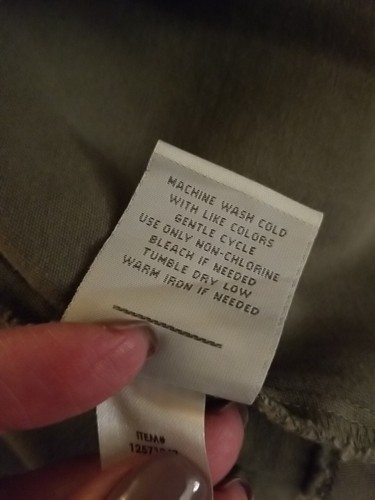 MACHINE WASH COLD
WITH LIKE COLORS
GENTLE CYCLE
USE ONLY NON-CHLORINE
BLEACH IF NEEDED
TUMBLE DRY LOW
WARM IRON IF NEEDED
ITEM#